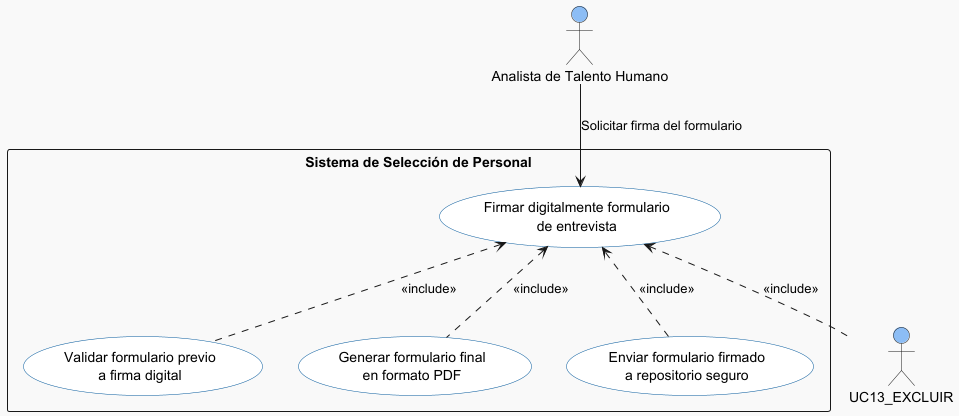 Analista de Talento Humano
Solicitar firma del formulario
Sistema de Selección de Personal
Firmar digitalmente formulario
de entrevista
«include»
«include»
«include»
«include»
Validar formulario previo
a firma digital
Generar formulario final
en formato PDF
Enviar formulario firmado
a repositorio seguro
UC13_EXCLUIR